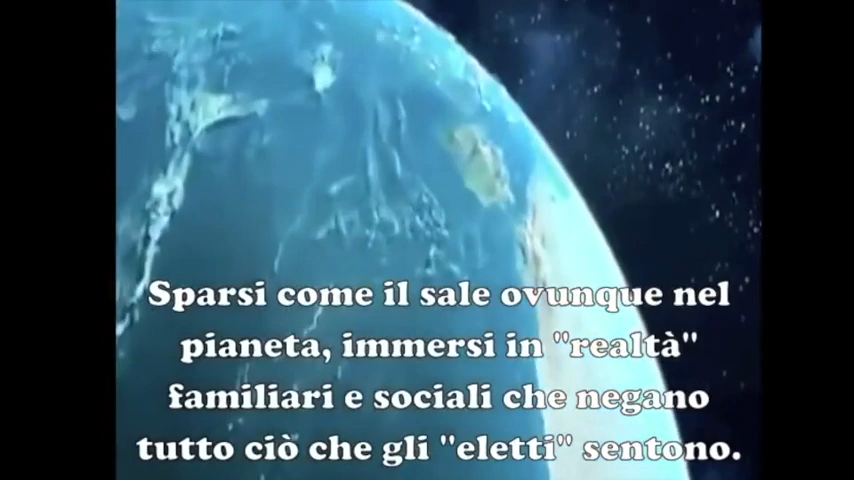 Sparsi come il sale ovunque nel
pianeta, immersi in "realtà"
familiari e sociali che negano
tutto ciò che gli "eletti" sentono.